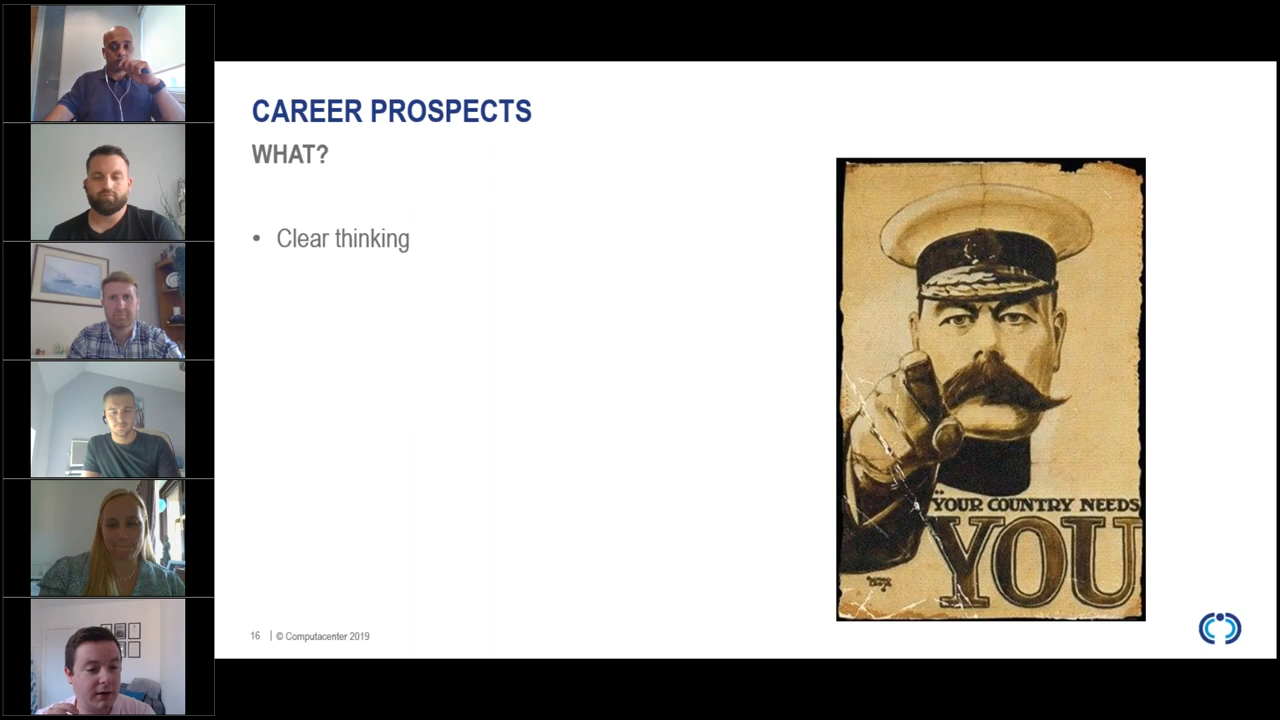 CAREER PROSPECTS
WHAT?
• Clear thinking
"YOUR COUNTRY NEEDS
YOU
16 | © Computacenter 2019